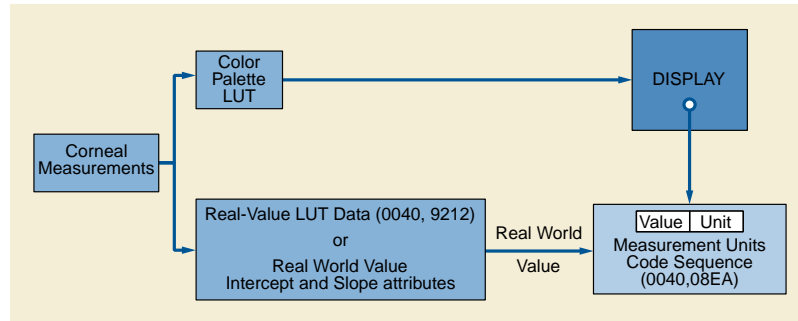 Color
Palette
LUT
DISPLAY
Corneal
Measurements
Real-Value LUT Data (0040, 9212)
or
Real World Value
Intercept and Slope attributes
Real World
Value
Value Unit
Measurement Units
Code Sequence
(0040,08EA)